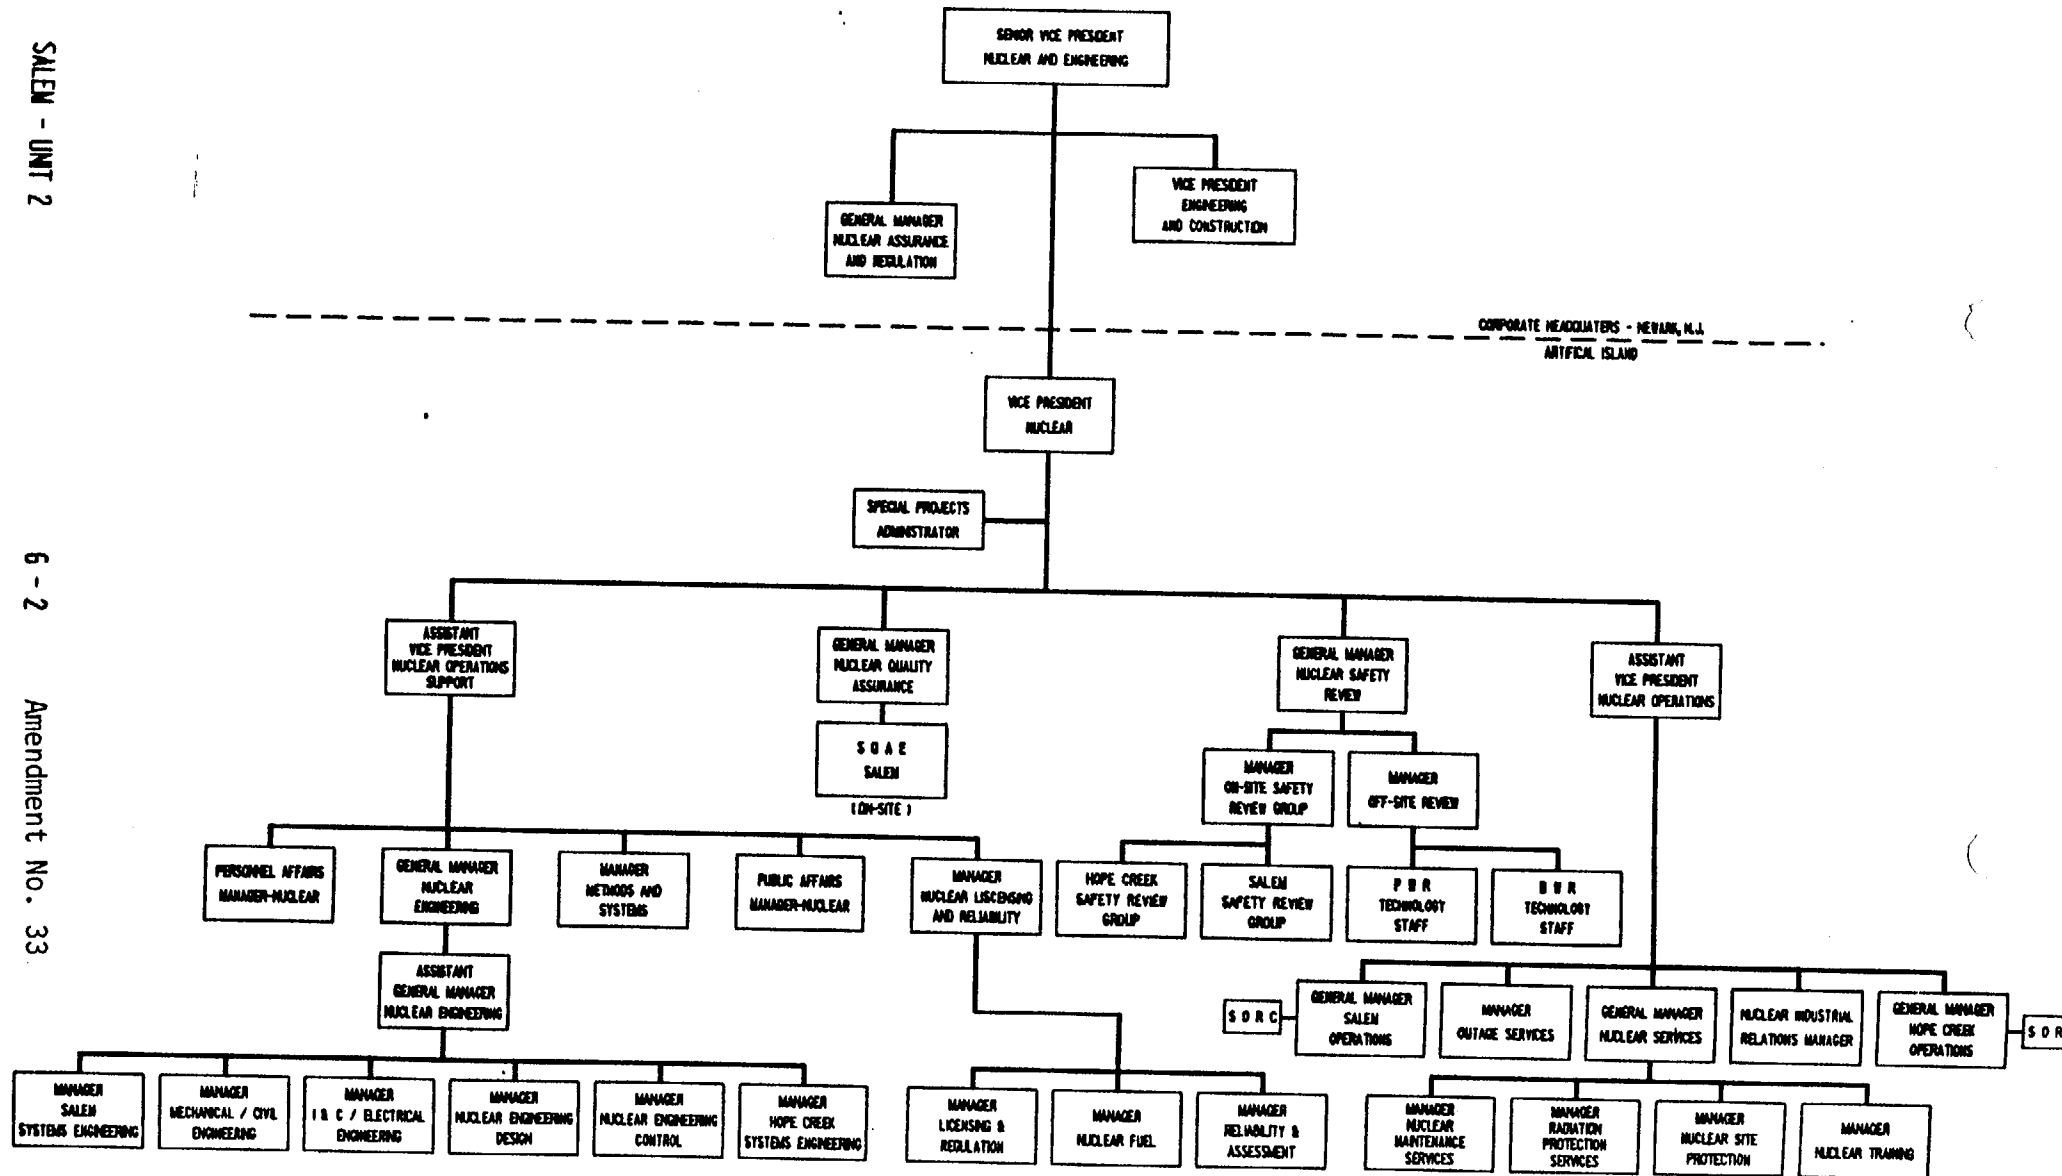 SENIOR VICE PRESIDENT
NUCLEAR AND ENGINEERING
VICE PRESIDENT
ENGINEERING
AND CONSTRUCTION
GENERAL MANAGER
NUCLEAR ASSURANCE
AND REGULATION
CORPORATE HEADQUATERS - NEWARK, N.J.
ARTIFICAL ISLAND
VICE PRESIDENT
NUCLEAR
SPECIAL PROJECTS
ADMINISTRATOR
ASSISTANT
VICE PRESIDENT
NUCLEAR OPERATIONS
SUPPORT
GENERAL MANAGER
NUCLEAR QUALITY
ASSURANCE
GENERAL MANAGER
NUCLEAR SAFETY
REVIEW
ASSISTANT
VICE PRESIDENT
NUCLEAR OPERATIONS
S Q A E
SALEM
( ON-SITE )
MANAGER
ON-SITE SAFETY
REVIEW GROUP
MANAGER
OFF-SITE REVIEW
PERSONNEL AFFAIRS
MANAGER-NUCLEAR
GENERAL MANAGER
NUCLEAR
ENGINEERING
MANAGER
METHODS AND
SYSTEMS
PUBLIC AFFAIRS
MANAGER-NUCLEAR
MANAGER
NUCLEAR LISCENSING
AND RELIABILITY
HOPE CREEK
SAFETY REVIEW
GROUP
SALEM
SAFETY REVIEW
GROUP
P W R
TECHNOLOGY
STAFF
B W R
TECHNOLOGY
STAFF
ASSISTANT
GENERAL MANAGER
NUCLEAR ENGINEERING
S O R C
GENERAL MANAGER
SALEM
OPERATIONS
MANAGER
OUTAGE SERVICES
GENERAL MANAGER
NUCLEAR SERVICES
NUCLEAR INDUSTRIAL
RELATIONS MANAGER
GENERAL MANAGER
HOPE CREEK
OPERATIONS
S O R
MANAGER
SALEM
SYSTEMS ENGINEERING
MANAGER
MECHANICAL / CIVIL
ENGINEERING
MANAGER
I & C / ELECTRICAL
ENGINEERING
MANAGER
NUCLEAR ENGINEERING
DESIGN
MANAGER
NUCLEAR ENGINEERING
CONTROL
MANAGER
HOPE CREEK
SYSTEMS ENGINEERING
MANAGER
LICENSING &
REGULATION
MANAGER
NUCLEAR FUEL
MANAGER
RELIABILITY &
ASSESSMENT
MANAGER
NUCLEAR
MAINTENANCE
SERVICES
MANAGER
RADIATION
PROTECTION
SERVICES
MANAGER
NUCLEAR SITE
PROTECTION
MANAGER
NUCLEAR TRAINING
SALEM - UNIT 2
6 - 2
Amendment No. 33